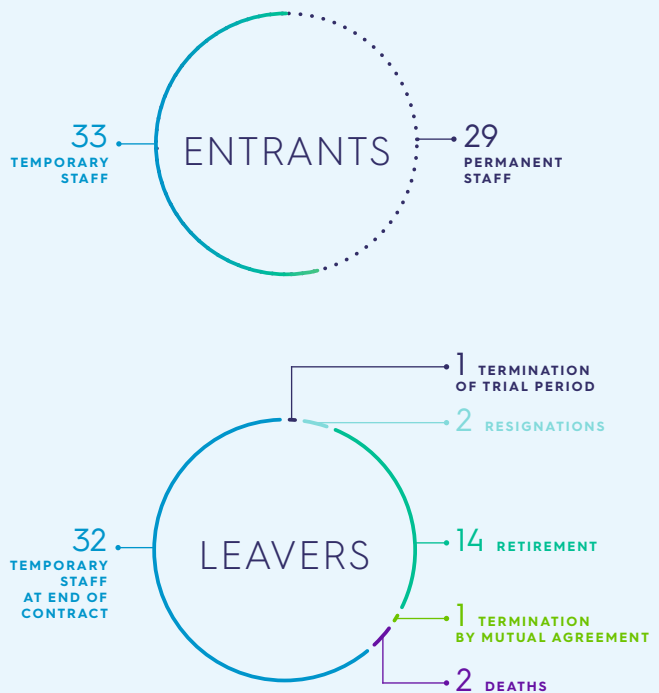 33
TEMPORARY
STAFF
ENTRANTS
29
PERMANENT
STAFF
1 TERMINATION
OF TRIAL PERIOD
2 RESIGNATIONS
32
TEMPORARY
STAFF
AT END OF
CONTRACT
LEAVERS
14 RETIREMENT
1 TERMINATION
BY MUTUAL AGREEMENT
2 DEATHS